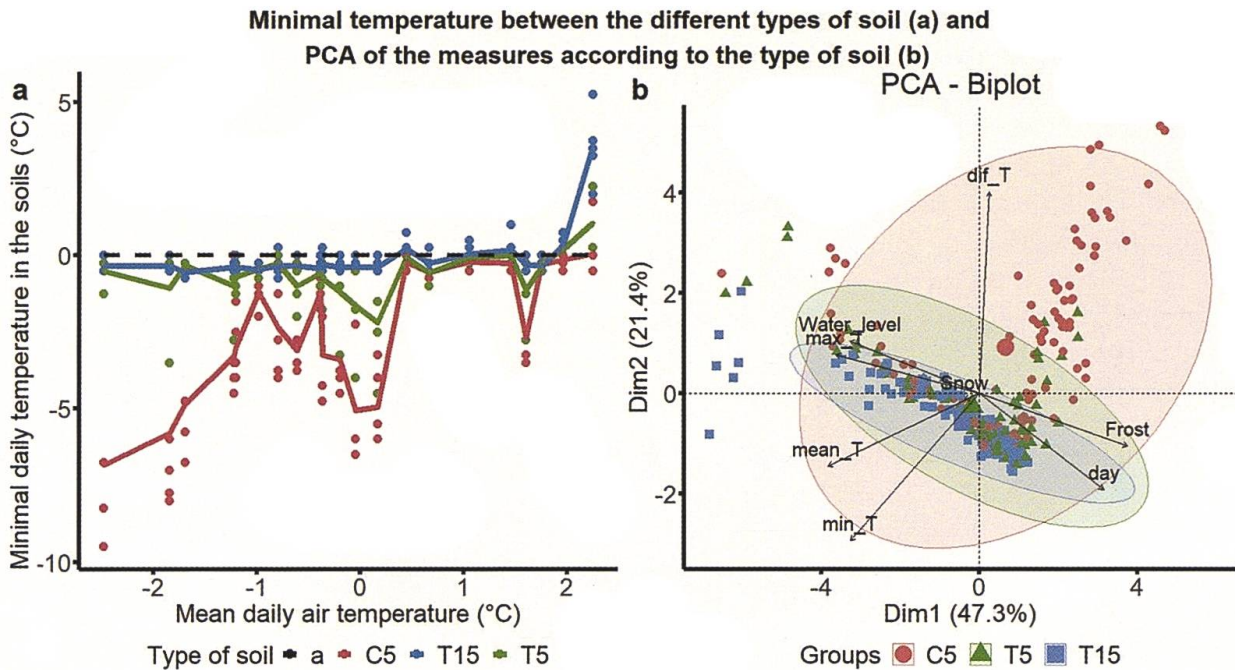 Minimal temperature between the different types of soil (a) and
PCA of the measures according to the type of soil (b)
a
Minimal daily temperature in the soils (°C)
5
0
-5
-10
-2
-1
0
1
2
Mean daily air temperature (°C)
Type of soil a C5 T15 T5
b
PCA - Biplot
Dim2 (21.4%)
4
2
0
-2
dif_T
Water_level
max_T
Snow
Frost
mean_T
day
min_T
-4
0
4
Dim1 (47.3%)
Groups C5 T5 T15